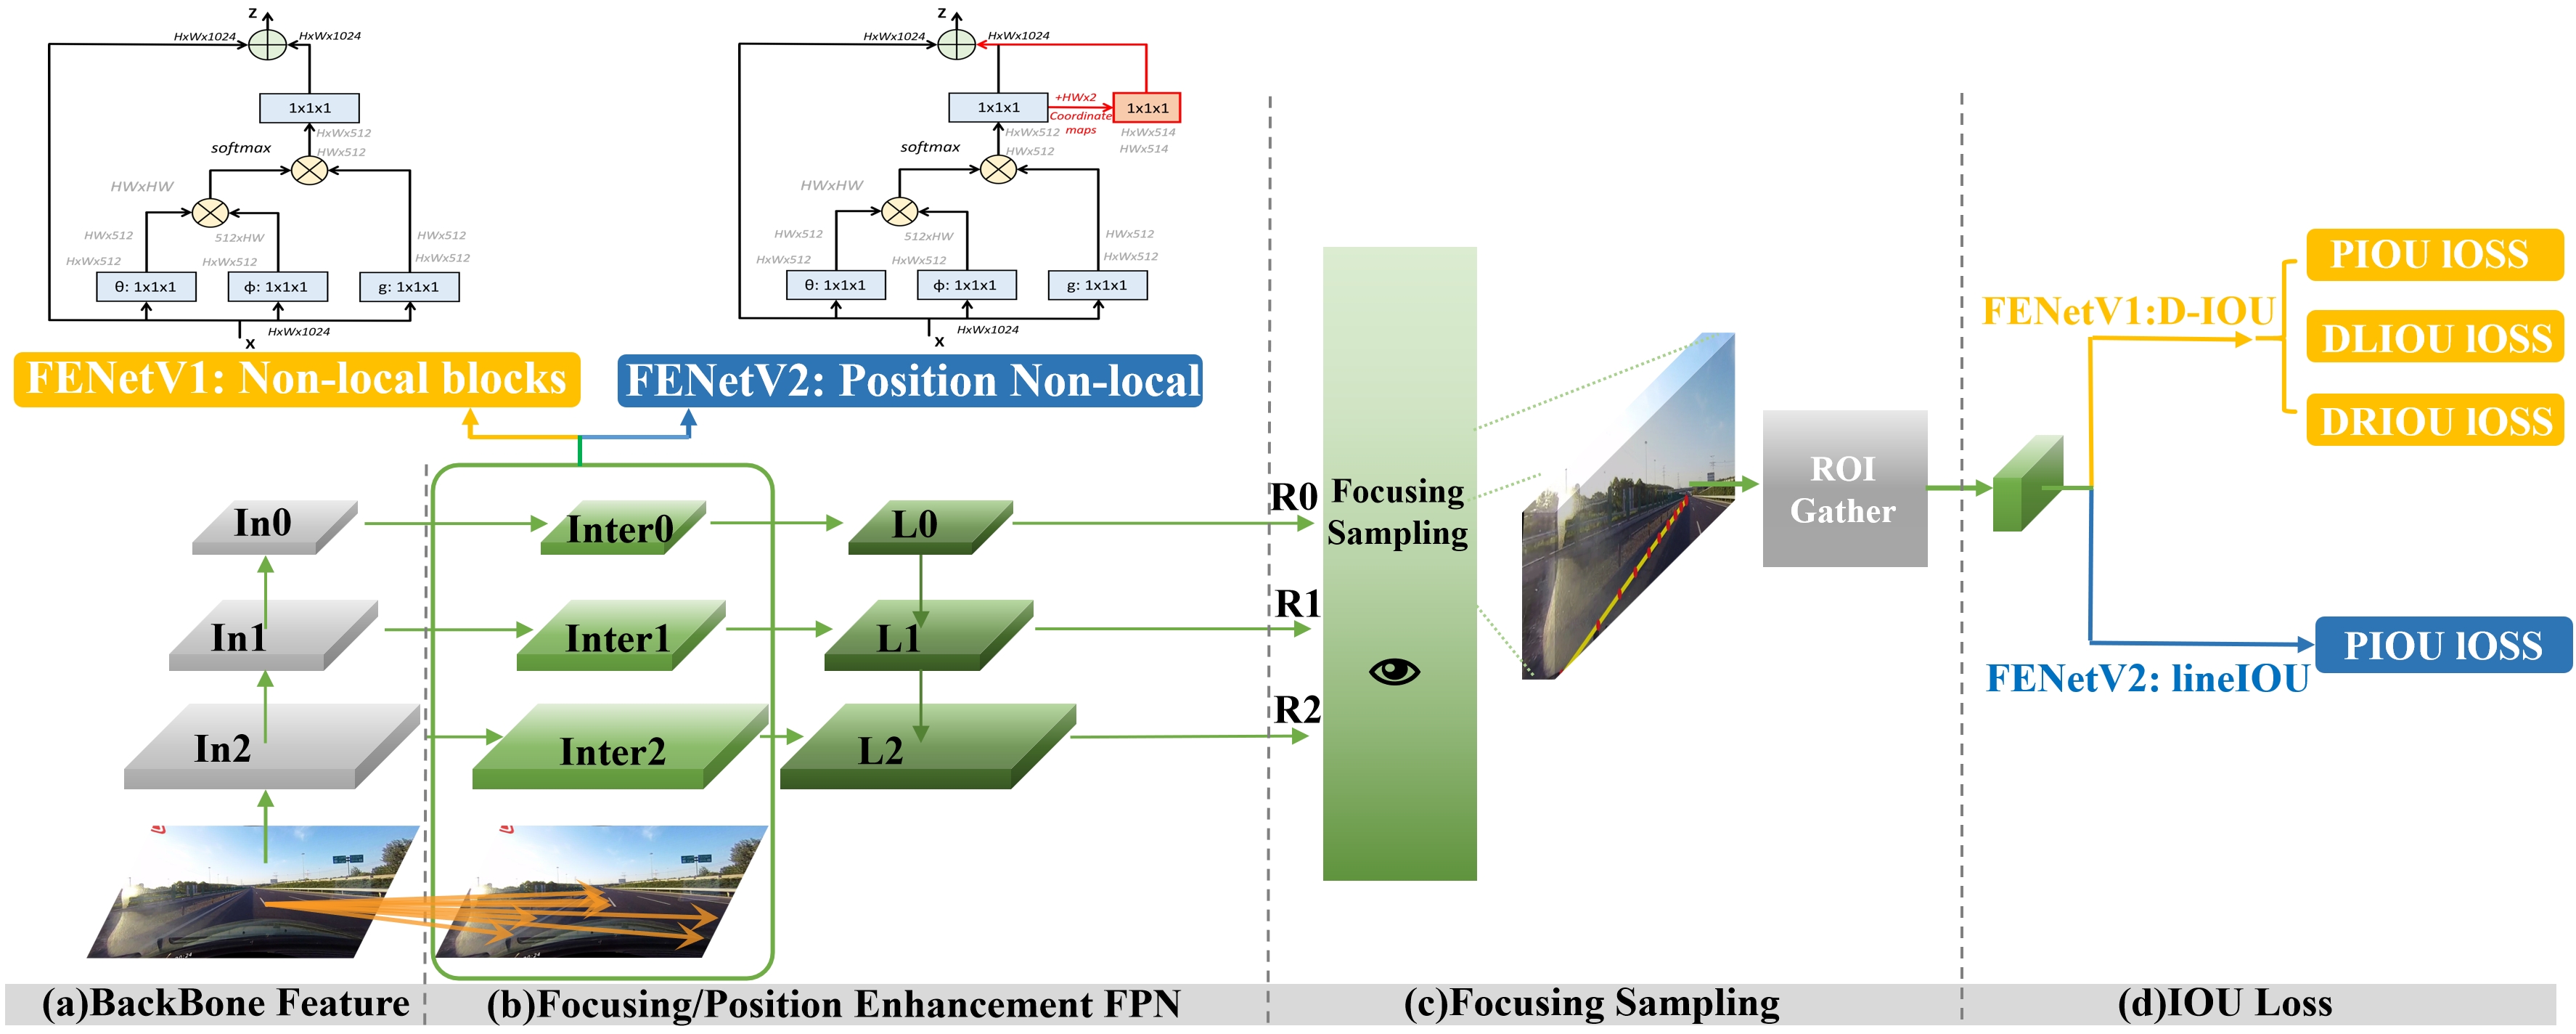 z
HxWx1024
HxWx1024
1x1x1
HxWx512
softmax
HWx512
HWxHW
HWx512
512xHW
HWx512
HxWx512
HxWx512
HxWx512
θ: 1x1x1
ϕ: 1x1x1
g: 1x1x1
HxWx1024
x
FENetV1: Non-local blocks
z
HxWx1024
HxWx1024
1x1x1
+HWx2
Coordinate
maps
1x1x1
HxWx512
HxWx514
softmax
HWx512
HWx514
HWxHW
HWx512
512xHW
HWx512
HxWx512
HxWx512
HxWx512
θ: 1x1x1
ϕ: 1x1x1
g: 1x1x1
HxWx1024
x
FENetV2: Position Non-local
In0
Inter0
L0
R0
In1
Inter1
L1
R1
In2
Inter2
L2
R2
Focusing
Sampling
ROI
Gather
FENetV1:D-IOU
PIOU lOSS
DLIOU lOSS
DRIOU lOSS
FENetV2: lineIOU
PIOU lOSS
(a)BackBone Feature
(b)Focusing/Position Enhancement FPN
(c)Focusing Sampling
(d)IOU Loss